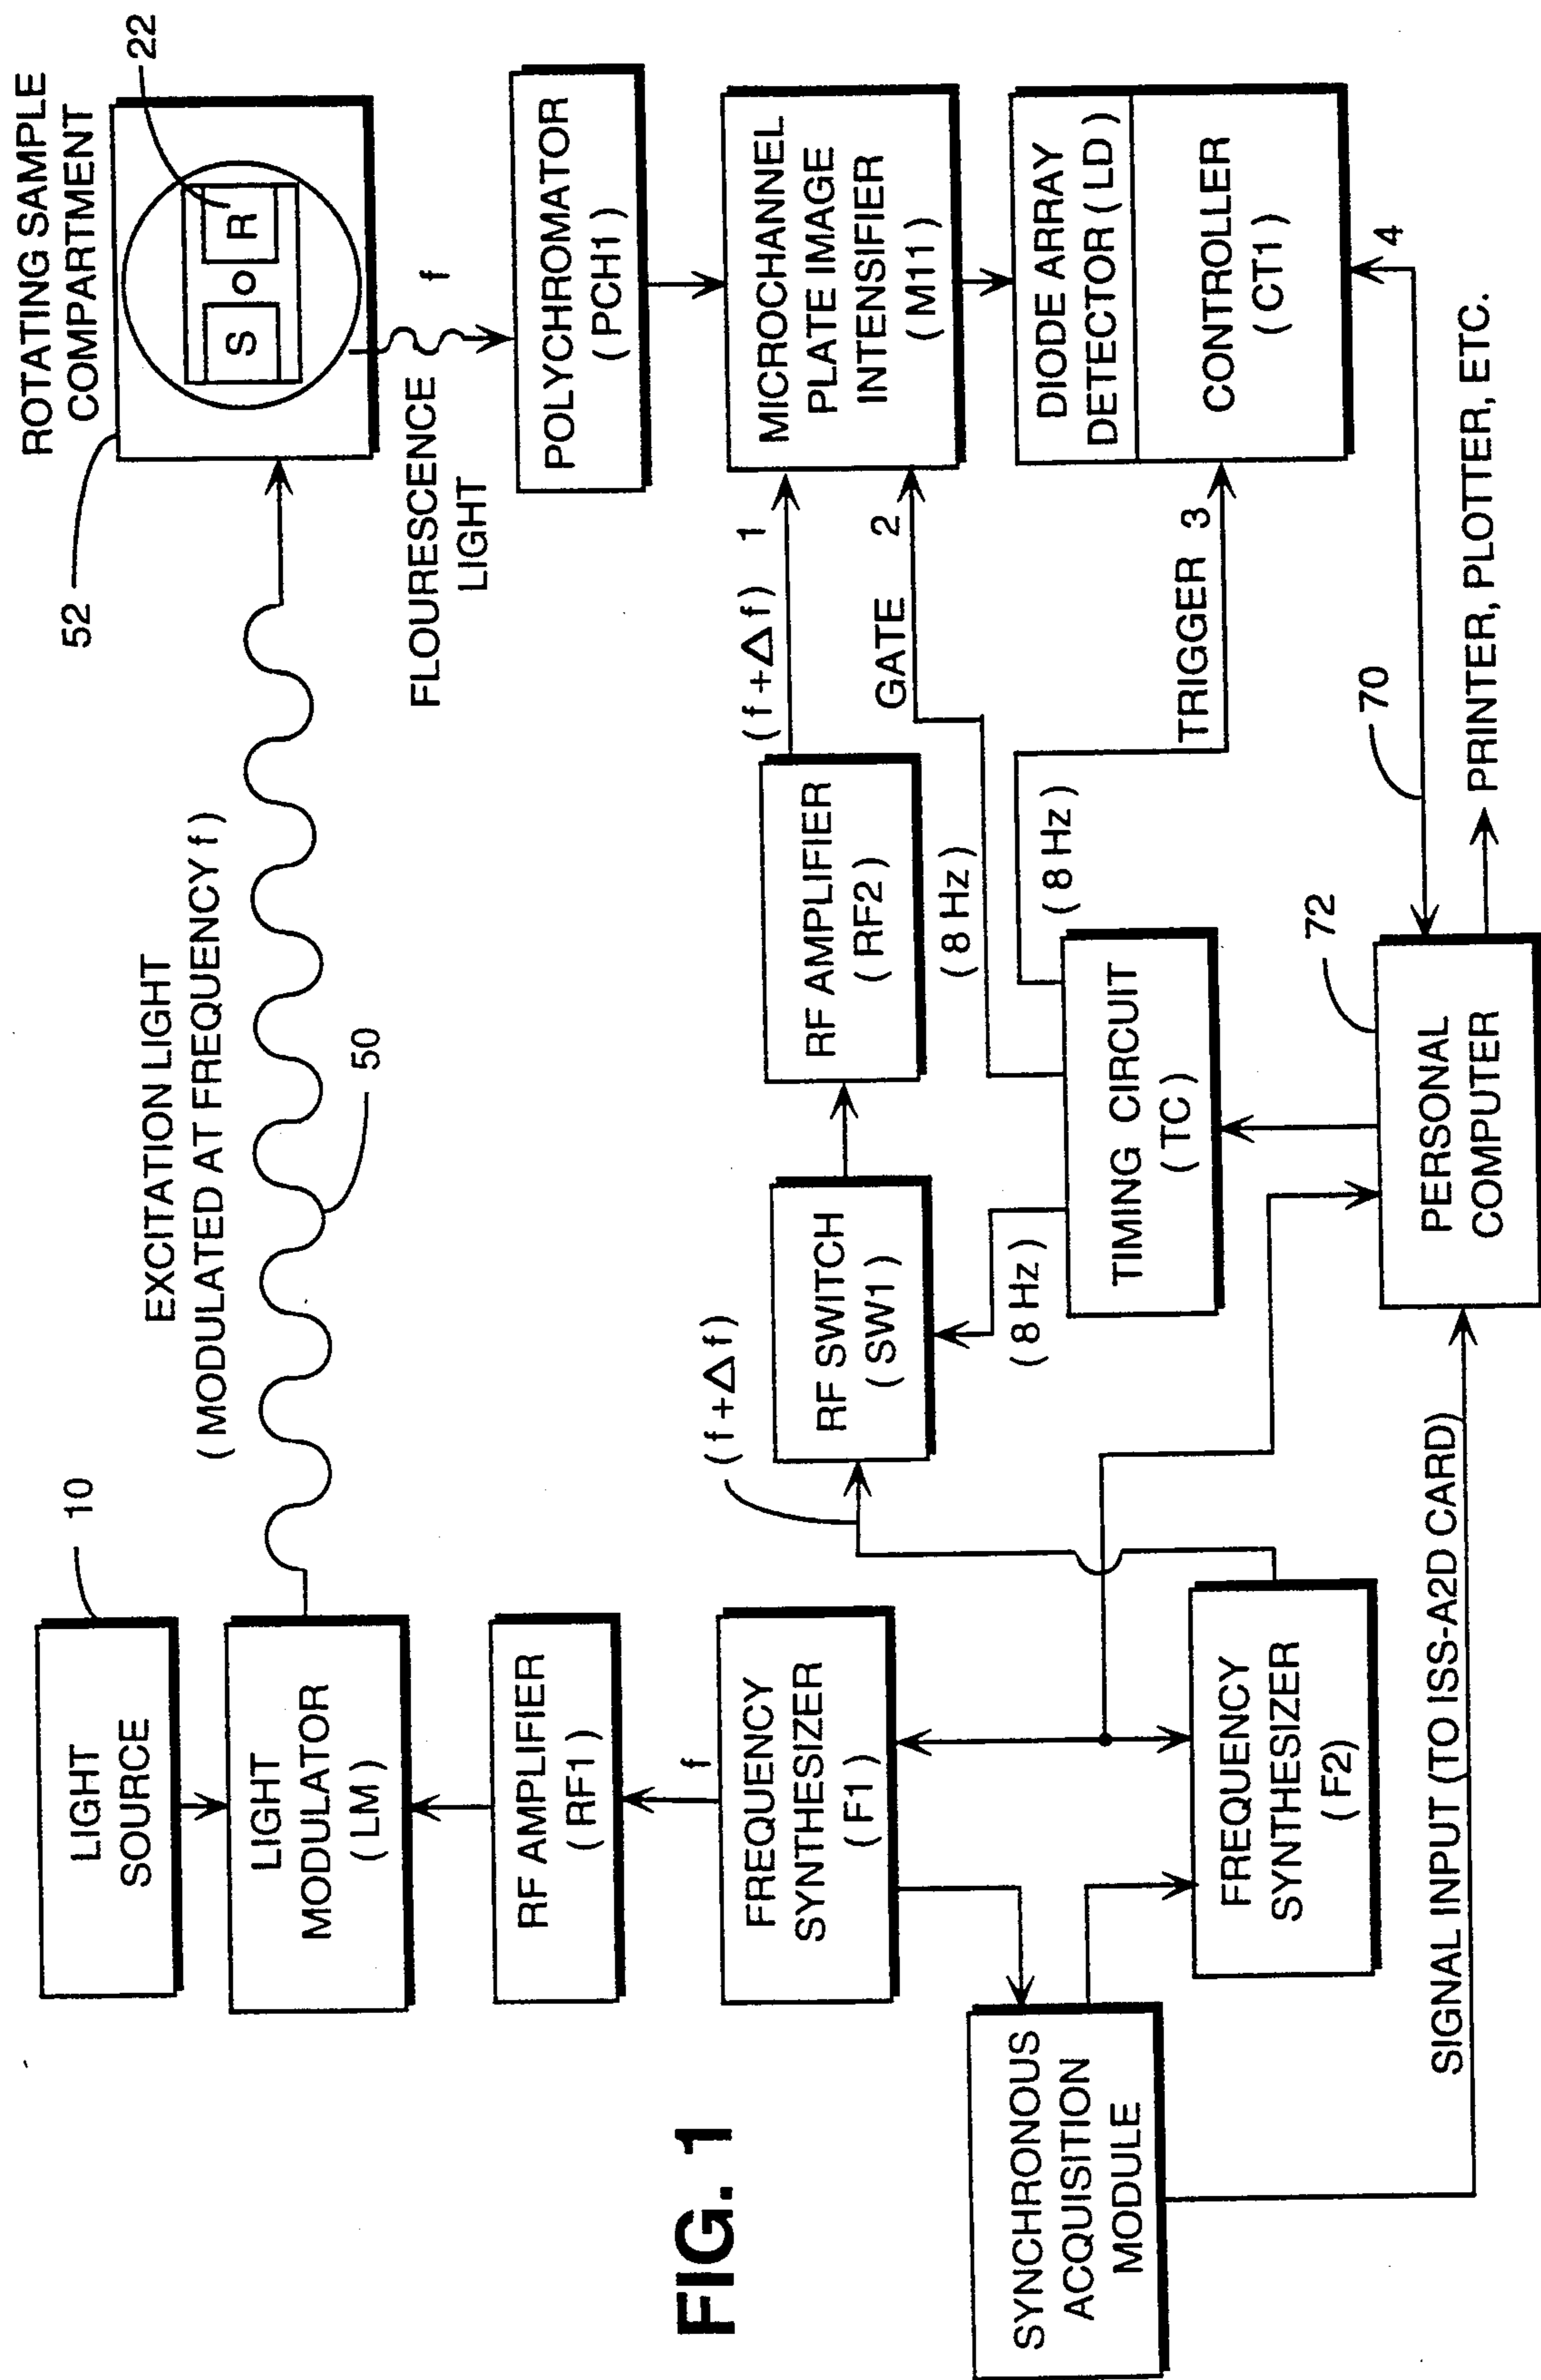 FIG. 1
LIGHT
SOURCE
10
LIGHT
MODULATOR
( LM )
RF AMPLIFIER
( RF1 )
f
FREQUENCY
SYNTHESIZER
( F1 )
SYNCHRONOUS
ACQUISITION
MODULE
FREQUENCY
SYNTHESIZER
( F2)
SIGNAL INPUT (TO ISS-A2D CARD)
EXCITATION LIGHT
( MODULATED AT FREQUENCY f )
50
( f + Δ f )
RF SWITCH
( SW1 )
( 8 Hz )
RF AMPLIFIER
( RF2 )
( 8 Hz )
( 8 Hz )
TIMING CIRCUIT
( TC )
72
PERSONAL
COMPUTER
70
PRINTER, PLOTTER, ETC.
( f + Δ f ) 1
GATE 2
TRIGGER 3
4
52
ROTATING SAMPLE
COMPARTMENT
S O R
22
FLOURESCENCE
LIGHT
f
POLYCHROMATOR
( PCH1 )
MICROCHANNEL
PLATE IMAGE
INTENSIFIER
( M11 )
DIODE ARRAY
DETECTOR ( LD )
CONTROLLER
( CT1 )